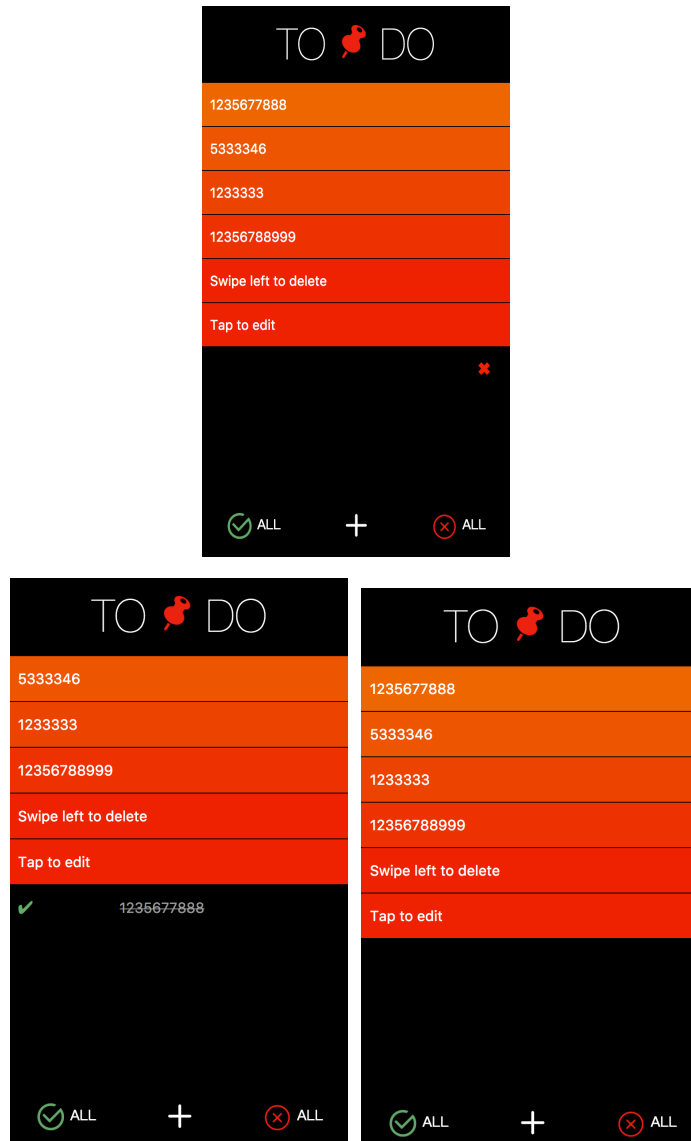 TO DO
1235677888
5333346
1233333
12356788999
Swipe left to delete
Tap to edit
ALL ALL
TO DO
5333346
1233333
12356788999
Swipe left to delete
Tap to edit
1235677888
ALL ALL
TO DO
1235677888
5333346
1233333
12356788999
Swipe left to delete
Tap to edit
ALL ALL